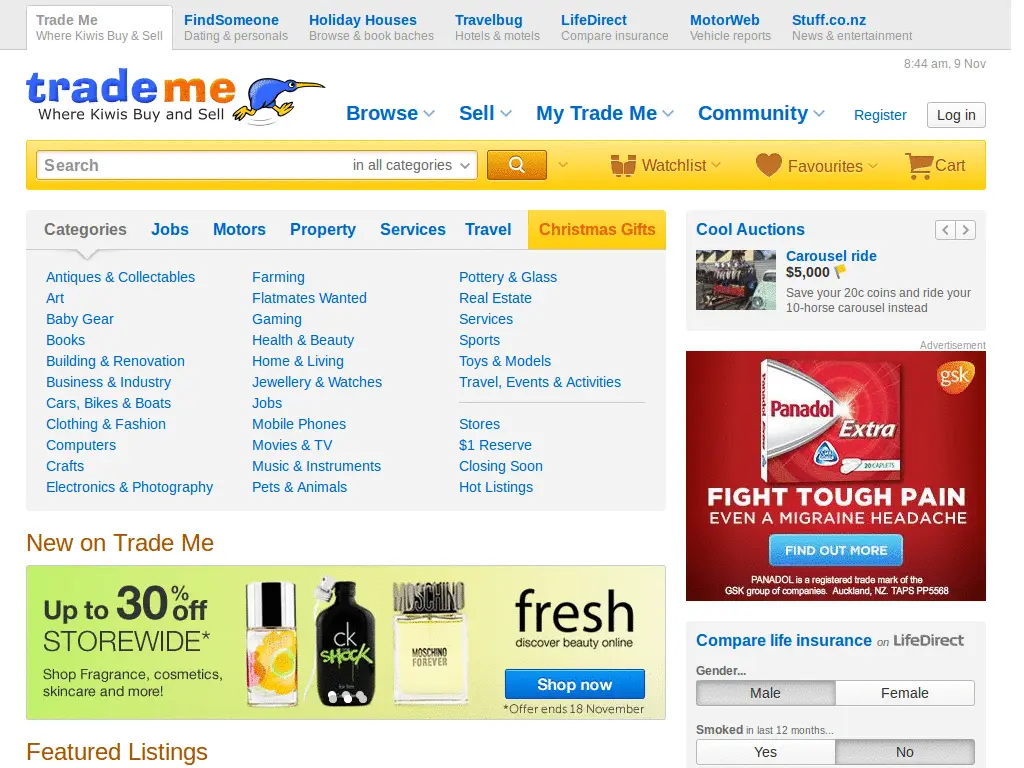 Trade Me
Where Kiwis Buy & Sell
FindSomeone
Dating & personals
Holiday Houses
Browse & book baches
Travelbug
Hotels & motels
LifeDirect
Compare insurance
MotorWeb
Vehicle reports
Stuff.co.nz
News & entertainment
8:44 am, 9 Nov
trademe
Where Kiwis Buy and Sell
Browse
Sell
My Trade Me
Community
Register
Log in
Search
in all categories
Watchlist
Favourites
Cart
Categories
Jobs
Motors
Property
Services
Travel
Christmas Gifts
Antiques & Collectables
Art
Baby Gear
Books
Building & Renovation
Business & Industry
Cars, Bikes & Boats
Clothing & Fashion
Computers
Crafts
Electronics & Photography
Farming
Flatmates Wanted
Gaming
Health & Beauty
Home & Living
Jewellery & Watches
Jobs
Mobile Phones
Movies & TV
Music & Instruments
Pets & Animals
Pottery & Glass
Real Estate
Services
Sports
Toys & Models
Travel, Events & Activities
Stores
$1 Reserve
Closing Soon
Hot Listings
Cool Auctions
Carousel ride
$5,000
Save your 20c coins and ride your
10-horse carousel instead
Advertisement
gsk
Panadol
Extra
20 CAPLETS
FIGHT TOUGH PAIN
EVEN A MIGRAINE HEADACHE
FIND OUT MORE
PANADOL is a registered trade mark of the
GSK group of companies. Auckland, NZ. TAPS PP5568
New on Trade Me
Up to 30% off
STOREWIDE*
Shop Fragrance, cosmetics,
skincare and more!
ck
SHOCK
MOSCHINO
MOSCHINO
FOREVER
fresh
discover beauty online
Shop now
*Offer ends 18 November
Compare life insurance on LifeDirect
Gender...
Male
Female
Smoked in last 12 months...
Yes
No
Featured Listings